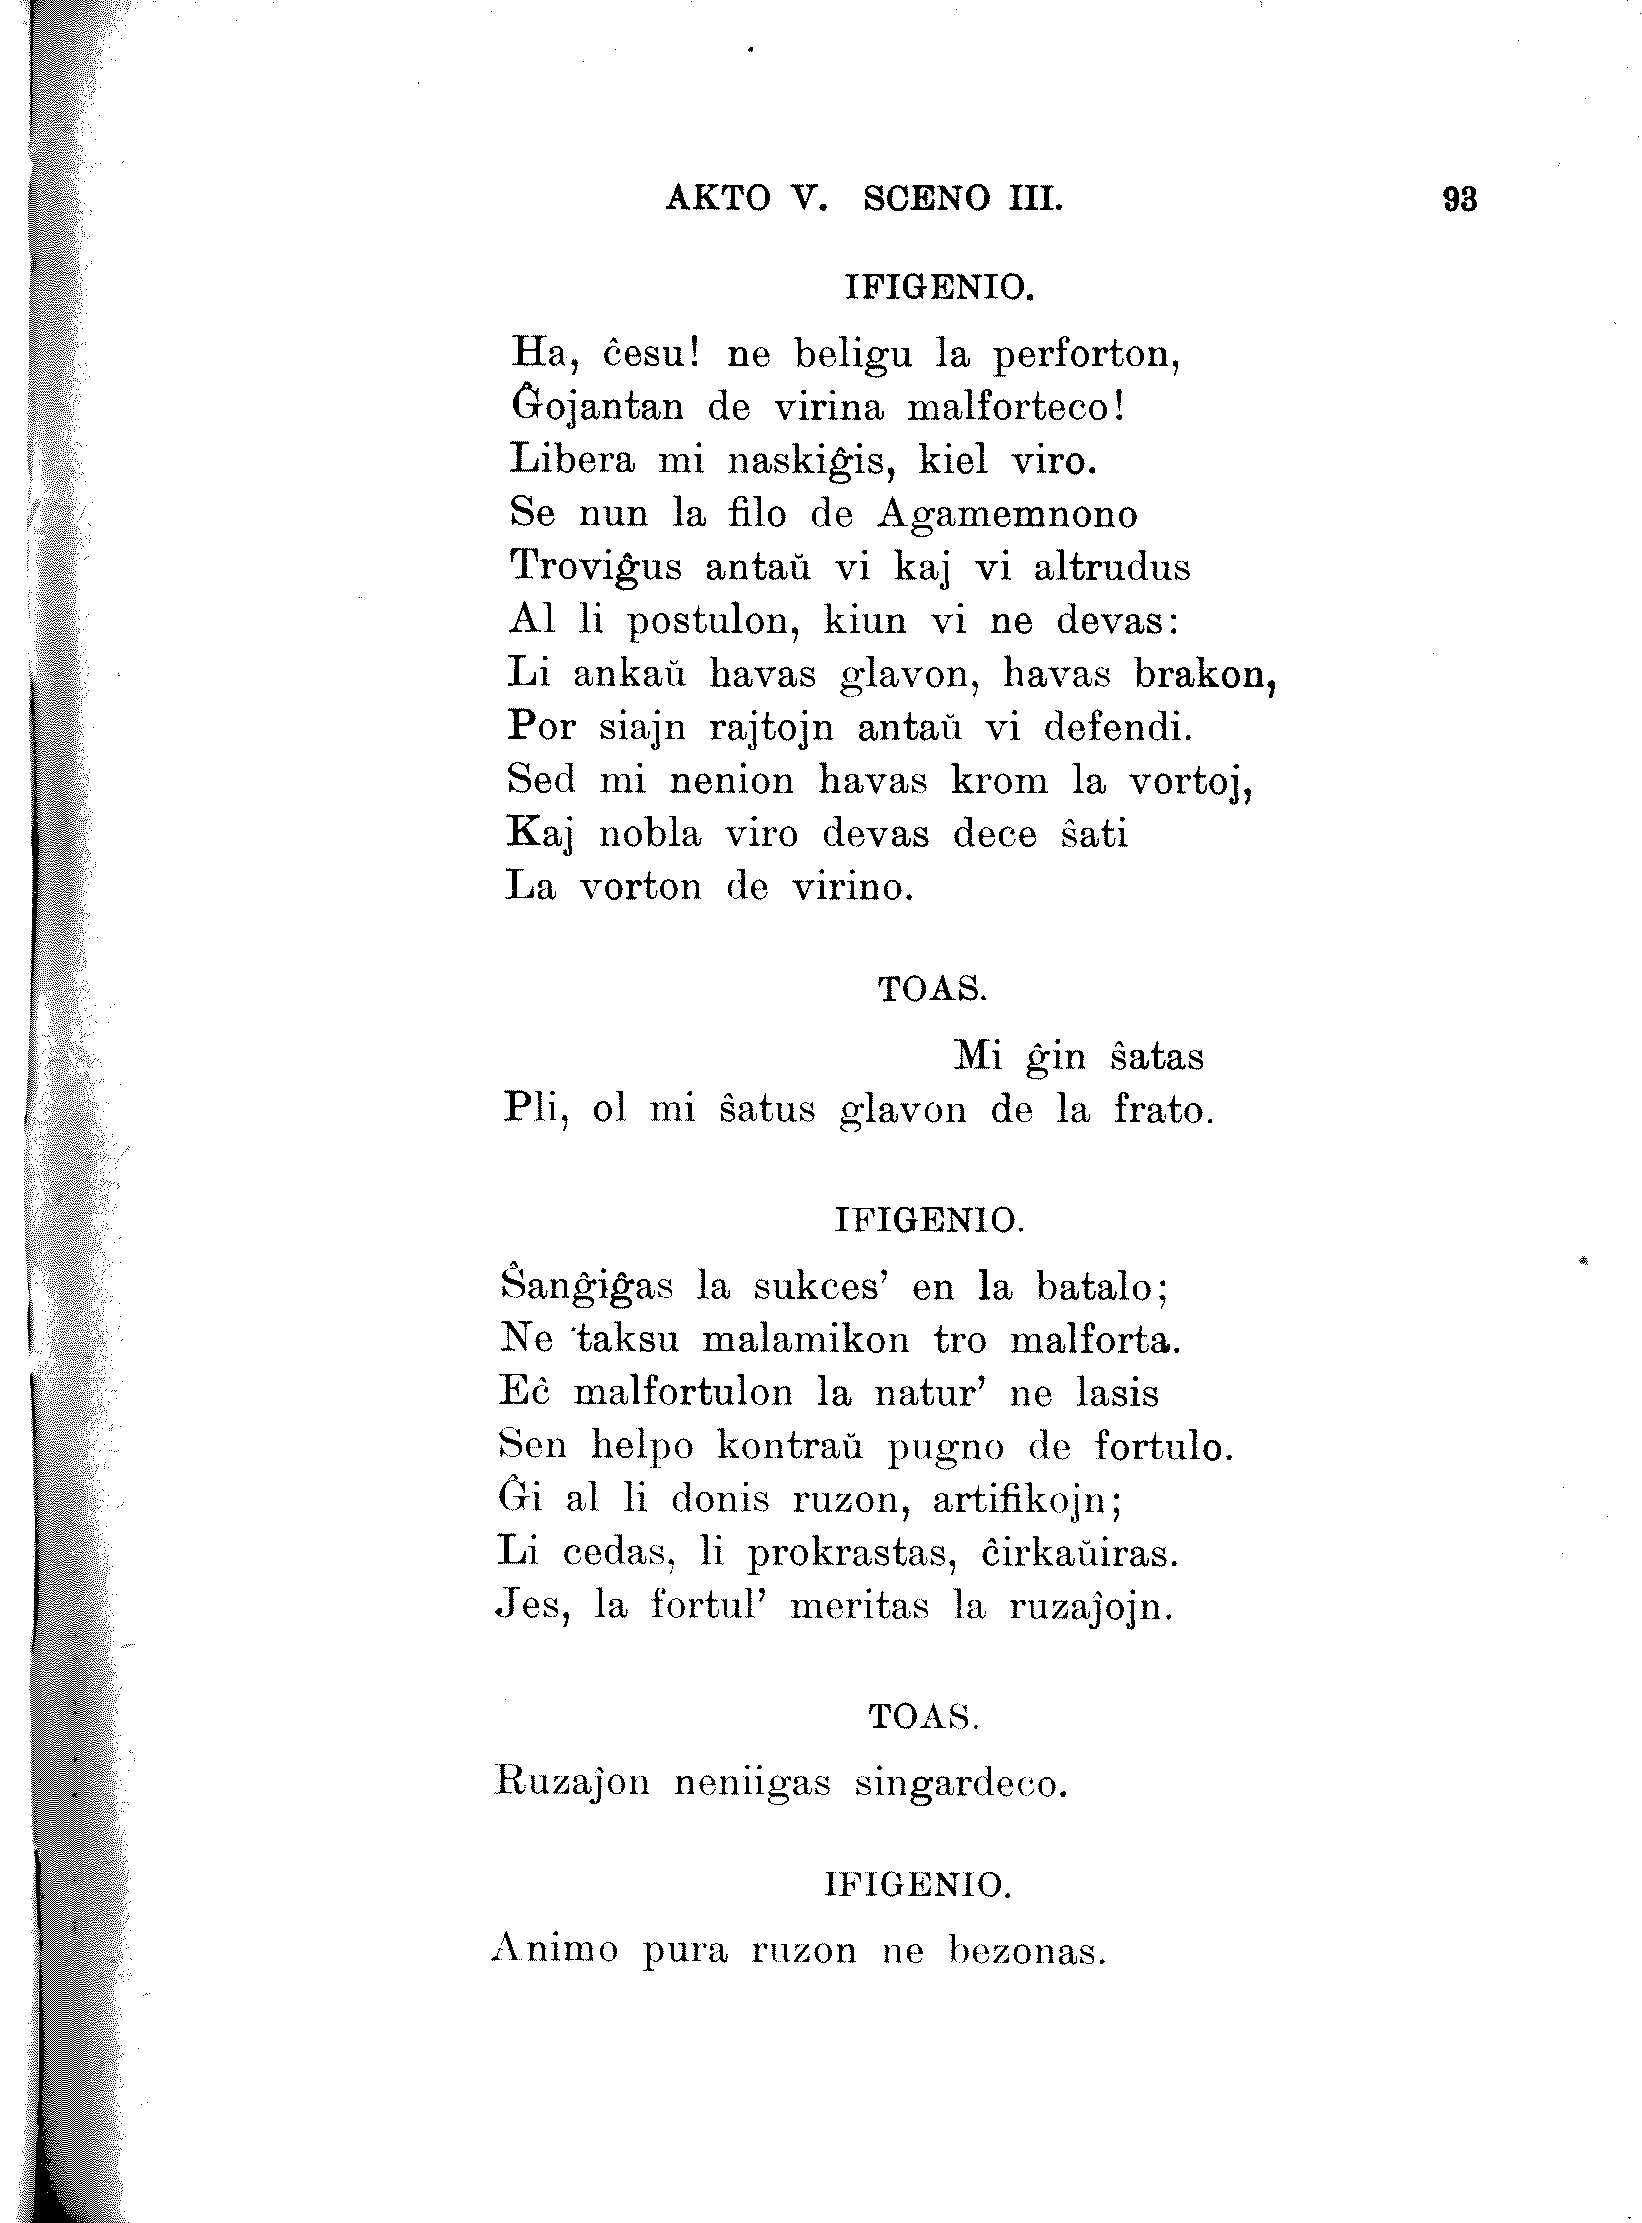 AKTO V. SCENO III. 93
IFIGENIO.
Ha, ĉesu! ne beligu la perforton,
Ĝojantan de virina malforteco!
Libera mi naskiĝis, kiel viro.
Se nun la filo de Agamemnono
Troviĝus antaŭ vi kaj vi altrudus
Al li postulon, kiun vi ne devas:
Li ankaŭ havas glavon, havas brakon,
Por siajn rajtojn antaŭ vi defendi.
Sed mi nenion havas krom la vortoj,
Kaj nobla viro devas dece ŝati
La vorton de virino.
TOAS.
Mi ĝin ŝatas
Pli, ol mi ŝatus glavon de la frato.
IFIGENIO.
Ŝanĝiĝas la sukces’ en la batalo;
Ne taksu malamikon tro malforta.
Eĉ malfortulon la natur’ ne lasis
Sen helpo kontraŭ pugno de fortulo.
Ĝi al li donis ruzon, artifikojn;
Li cedas, li prokrastas, ĉirkaŭiras.
Jes, la fortul’ meritas la ruzaĵojn.
TOAS.
Ruzaĵon neniigas singardeco.
IFIGENIO.
Animo pura ruzon ne bezonas.